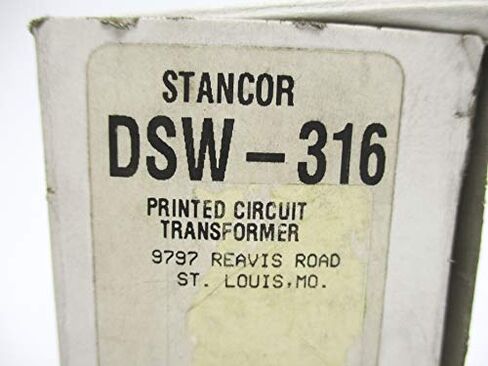 STANCOR
DSW-316
PRINTED CIRCUIT
TRANSFORMER
9797 REAVIS ROAD
ST. LOUIS,MO.